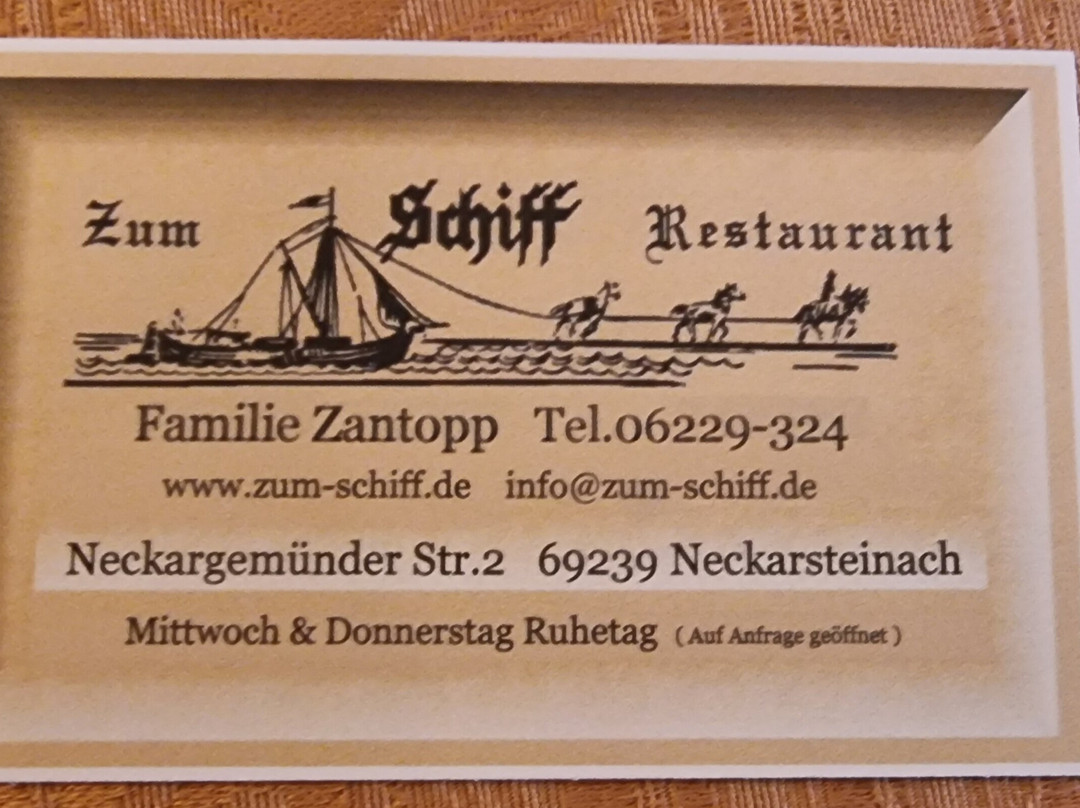 Zum Schiff Restaurant
Familie Zantopp Tel.06229-324
www.zum-schiff.de info@zum-schiff.de
Neckargemünder Str.2 69239 Neckarsteinach
Mittwoch & Donnerstag Ruhetag ( Auf Anfrage geöffnet )